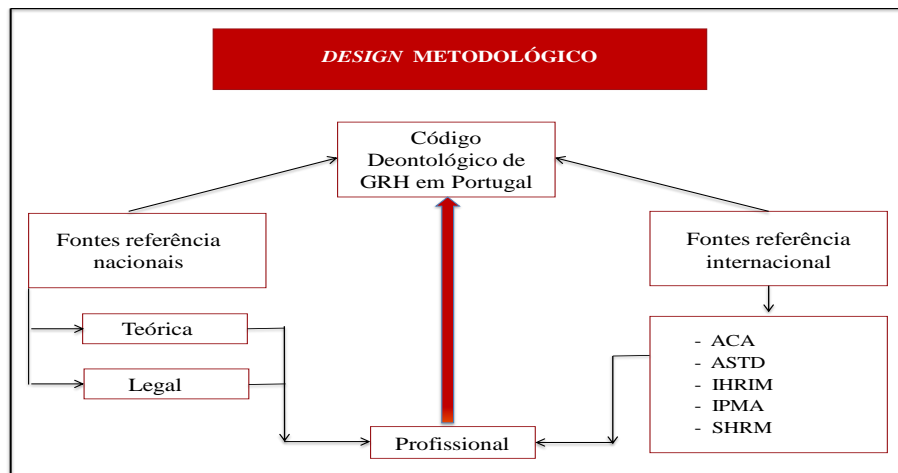 DESIGN METODOLÓGICO
Código
Deontológico de
GRH em Portugal
Fontes referência
nacionais
Fontes referência
internacional
Teórica
Legal
- ACA
- ASTD
- IHRIM
- IPMA
- SHRM
Profissional